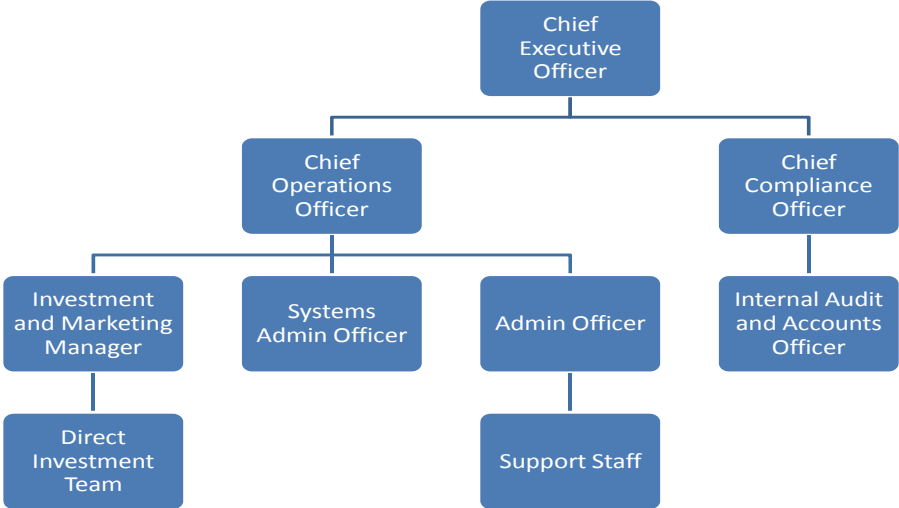 Chief
Executive
Officer
Chief
Operations
Officer
Chief
Compliance
Officer
Investment
and Marketing
Manager
Systems
Admin Officer
Admin Officer
Internal Audit
and Accounts
Officer
Direct
Investment
Team
Support Staff